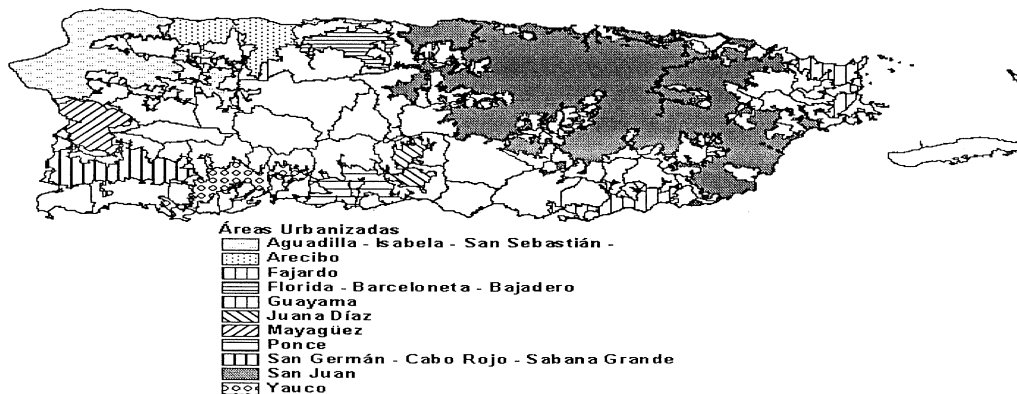 Áreas Urbanizadas
Aguadilla - Isabela - San Sebastián -
Arecibo
Fajardo
Florida - Barceloneta - Bajadero
Guayama
Juana Díaz
Mayagüez
Ponce
San Germán - Cabo Rojo - Sabana Grande
San Juan
Yauco